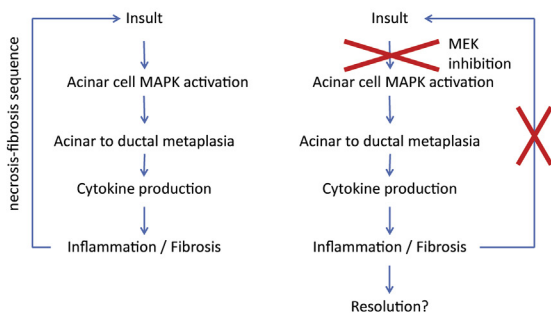 necrosis-fibrosis sequence
Insult
Acinar cell MAPK activation
Acinar to ductal metaplasia
Cytokine production
Inflammation / Fibrosis
Insult
MEK
inhibition
Acinar cell MAPK activation
Acinar to ductal metaplasia
Cytokine production
Inflammation / Fibrosis
Resolution?